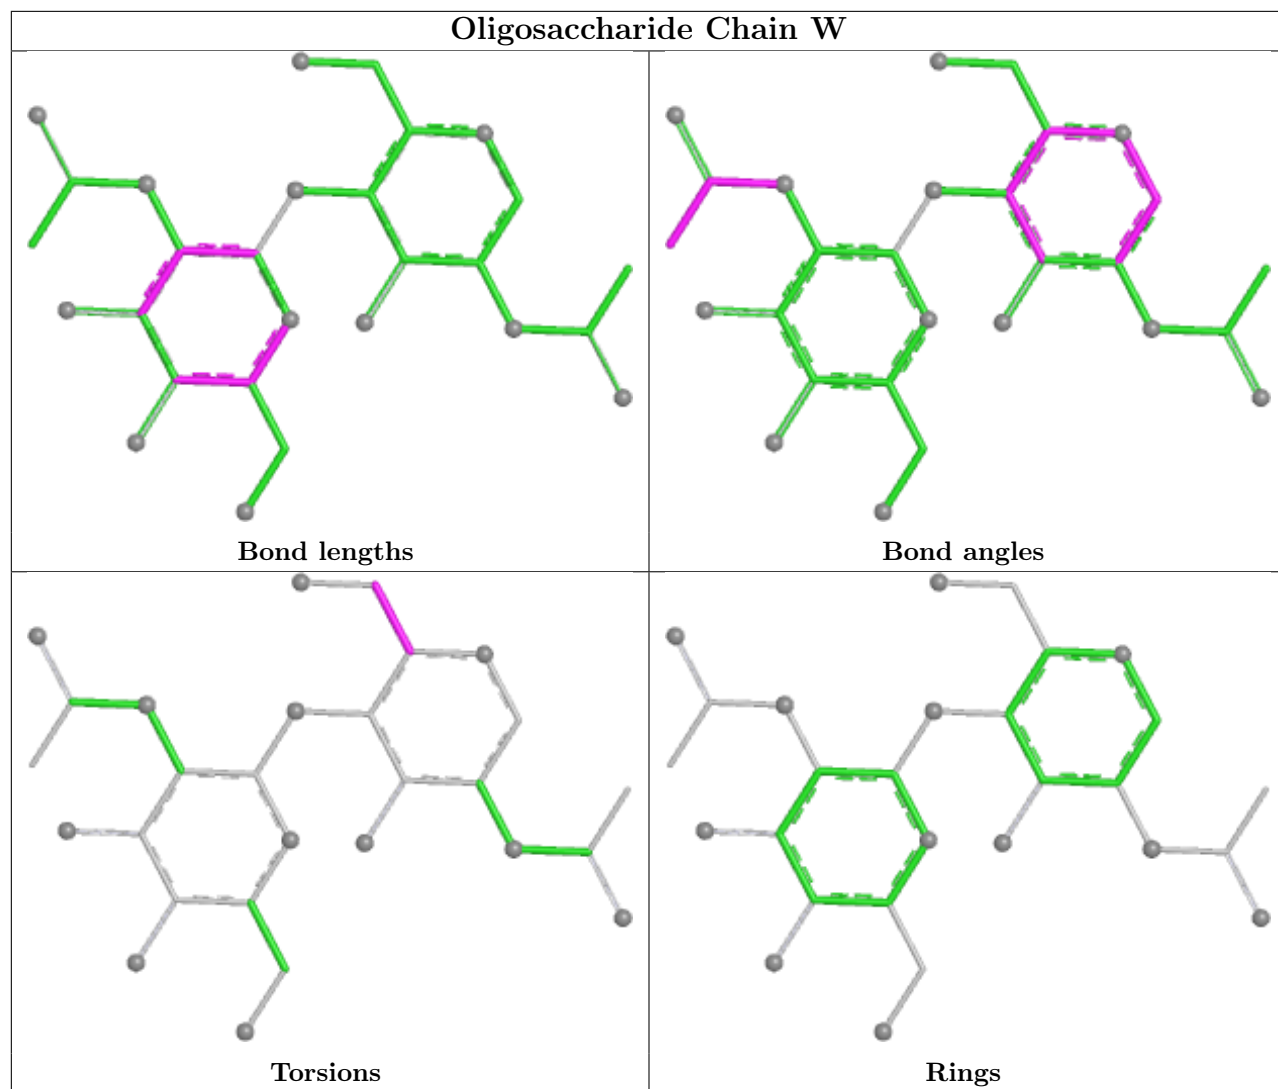 Oligosaccharide Chain W
Bond lengths
Bond angles
Torsions
Rings